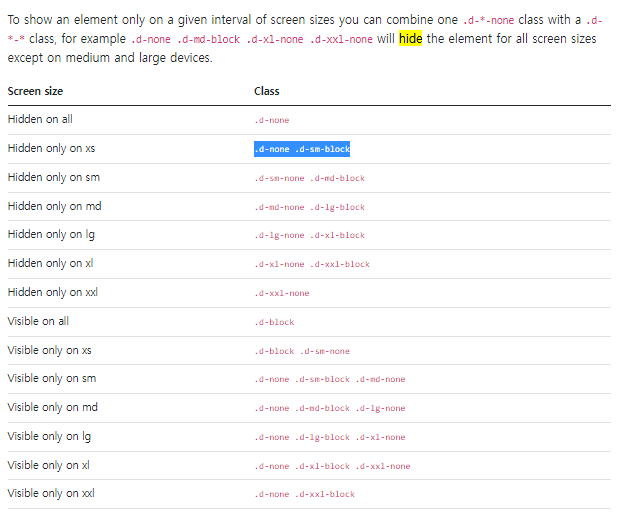 To show an element only on a given interval of screen sizes you can combine one .d-*-none class with a .d-
*-* class, for example .d-none .d-md-block .d-xl-none .d-xxl-none will hide the element for all screen sizes
except on medium and large devices.
Screen size Class
Hidden on all .d-none
Hidden only on xs .d-none .d-sm-block
Hidden only on sm .d-sm-none .d-md-block
Hidden only on md .d-md-none .d-lg-block
Hidden only on lg .d-lg-none .d-xl-block
Hidden only on xl .d-xl-none .d-xxl-block
Hidden only on xxl .d-xxl-none
Visible on all .d-block
Visible only on xs .d-block .d-sm-none
Visible only on sm .d-none .d-sm-block .d-md-none
Visible only on md .d-none .d-md-block .d-lg-none
Visible only on lg .d-none .d-lg-block .d-xl-none
Visible only on xl .d-none .d-xl-block .d-xxl-none
Visible only on xxl .d-none .d-xxl-block